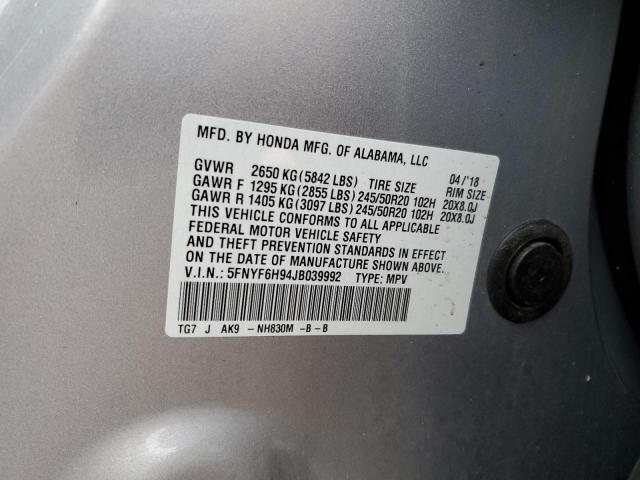 MFD. BY HONDA MFG. OF ALABAMA, LLC 04/'18
GVWR 2650 KG(5842 LBS) TIRE SIZE RIM SIZE
GAWR F 1295 KG(2855 LBS)245/50R20 102H 20X8.0J
GAWR R 1405 KG(3097 LBS)245/50R20 102H 20X8.0J
THIS VEHICLE CONFORMS TO ALL APPLICABLE
FEDERAL MOTOR VEHICLE SAFETY
AND THEFT PREVENTION STANDARDS IN EFFECT
ON THE DATE OF MANUFACTURE SHOWN ABOVE.
V.I.N.: 5FNYF6H94JB039992 TYPE: MPV
TG7 J AK9 -NH830M -B-B